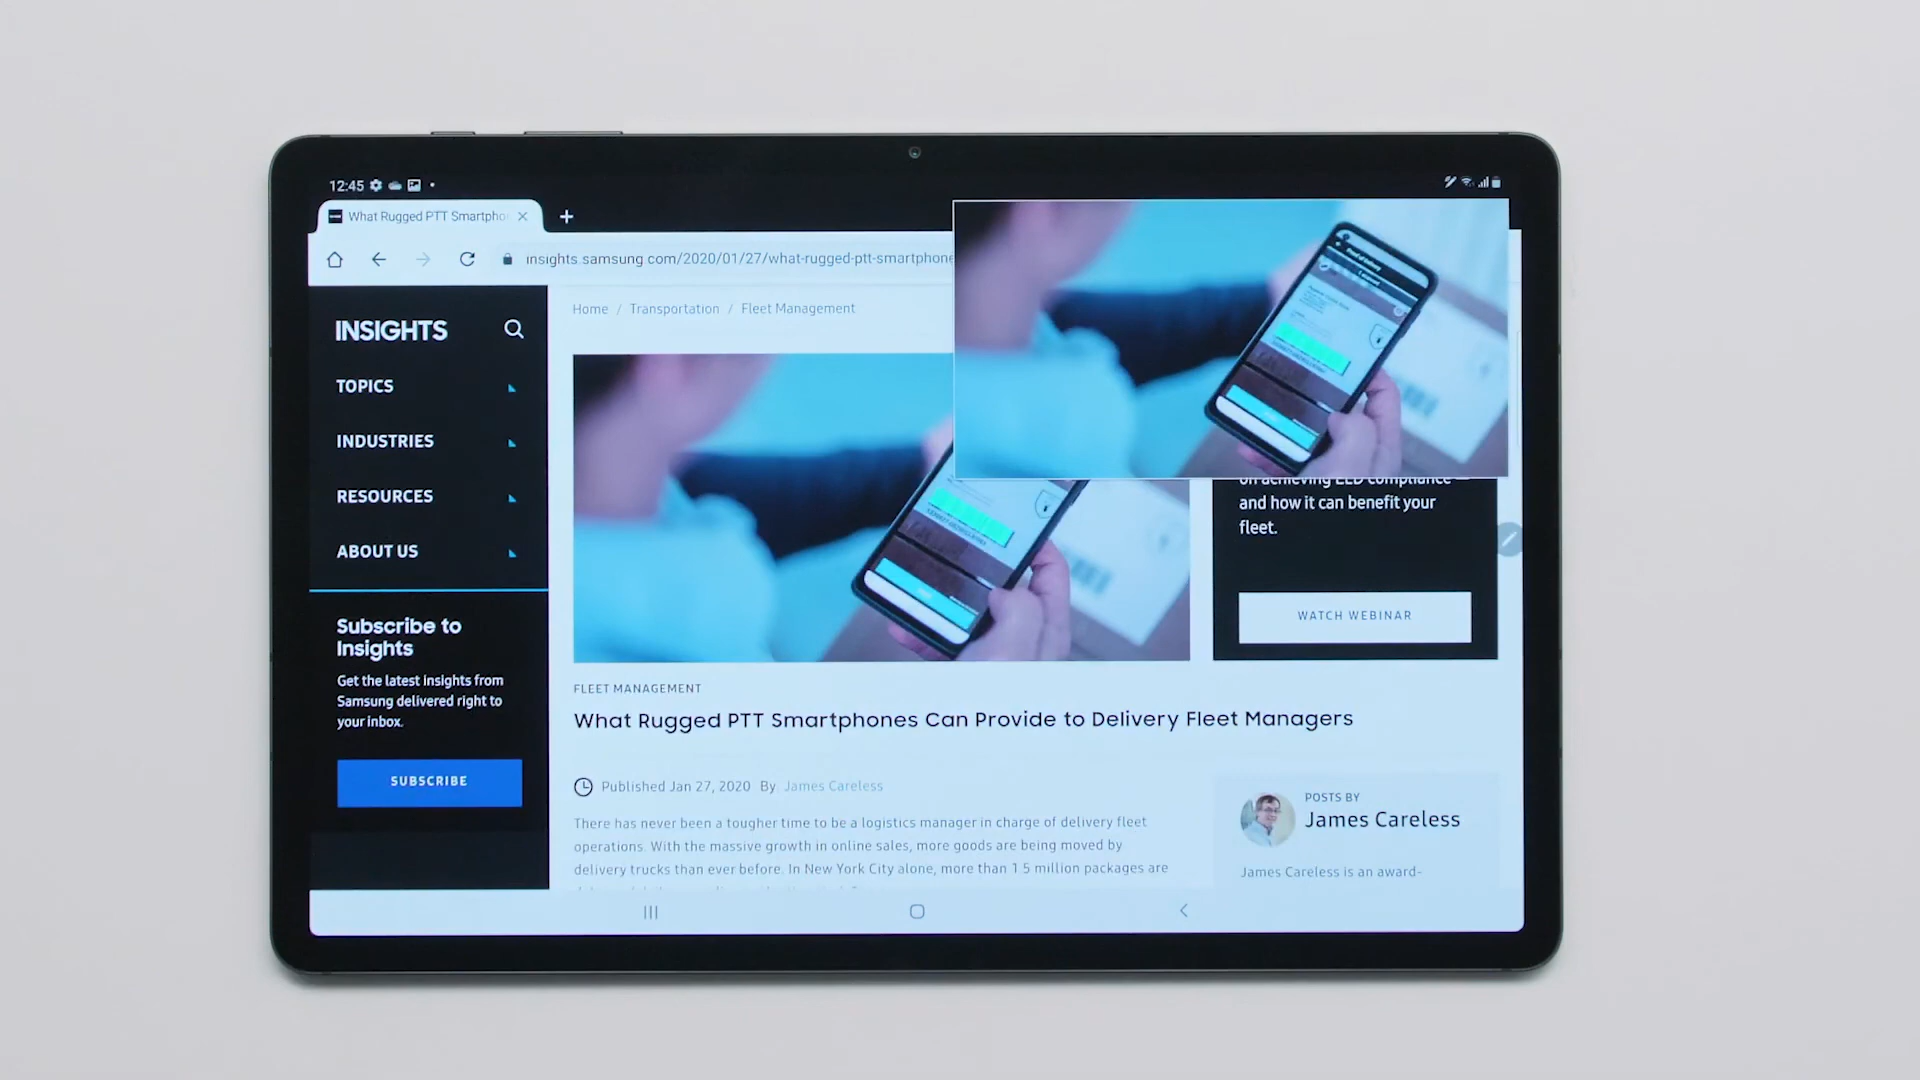 12:45
What Rugged PTT Smartpho
insights.samsung.com/2020/01/27/what-rugged-ptt-smartphone
INSIGHTS
TOPICS
INDUSTRIES
RESOURCES
ABOUT US
Subscribe to
Insights
Get the latest insights from
Samsung delivered right to
your inbox.
SUBSCRIBE
Home / Transportation / Fleet Management
on achieving ELD compliance —
and how it can benefit your
fleet.
WATCH WEBINAR
FLEET MANAGEMENT
What Rugged PTT Smartphones Can Provide to Delivery Fleet Managers
Published Jan 27, 2020 By James Careless
There has never been a tougher time to be a logistics manager in charge of delivery fleet
operations. With the massive growth in online sales, more goods are being moved by
delivery trucks than ever before. In New York City alone, more than 1.5 million packages are
POSTS BY
James Careless
James Careless is an award-